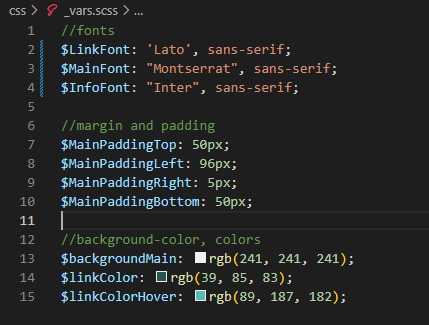 css > _vars.scss > ...
1 //fonts
2 $LinkFont: 'Lato', sans-serif;
3 $MainFont: "Montserrat", sans-serif;
4 $InfoFont: "Inter", sans-serif;
5
6 //margin and padding
7 $MainPaddingTop: 50px;
8 $MainPaddingLeft: 96px;
9 $MainPaddingRight: 5px;
10 $MainPaddingBottom: 50px;
11
12 //background-color, colors
13 $backgroundMain: rgb(241, 241, 241);
14 $linkColor: rgb(39, 85, 83);
15 $linkColorHover: rgb(89, 187, 182);